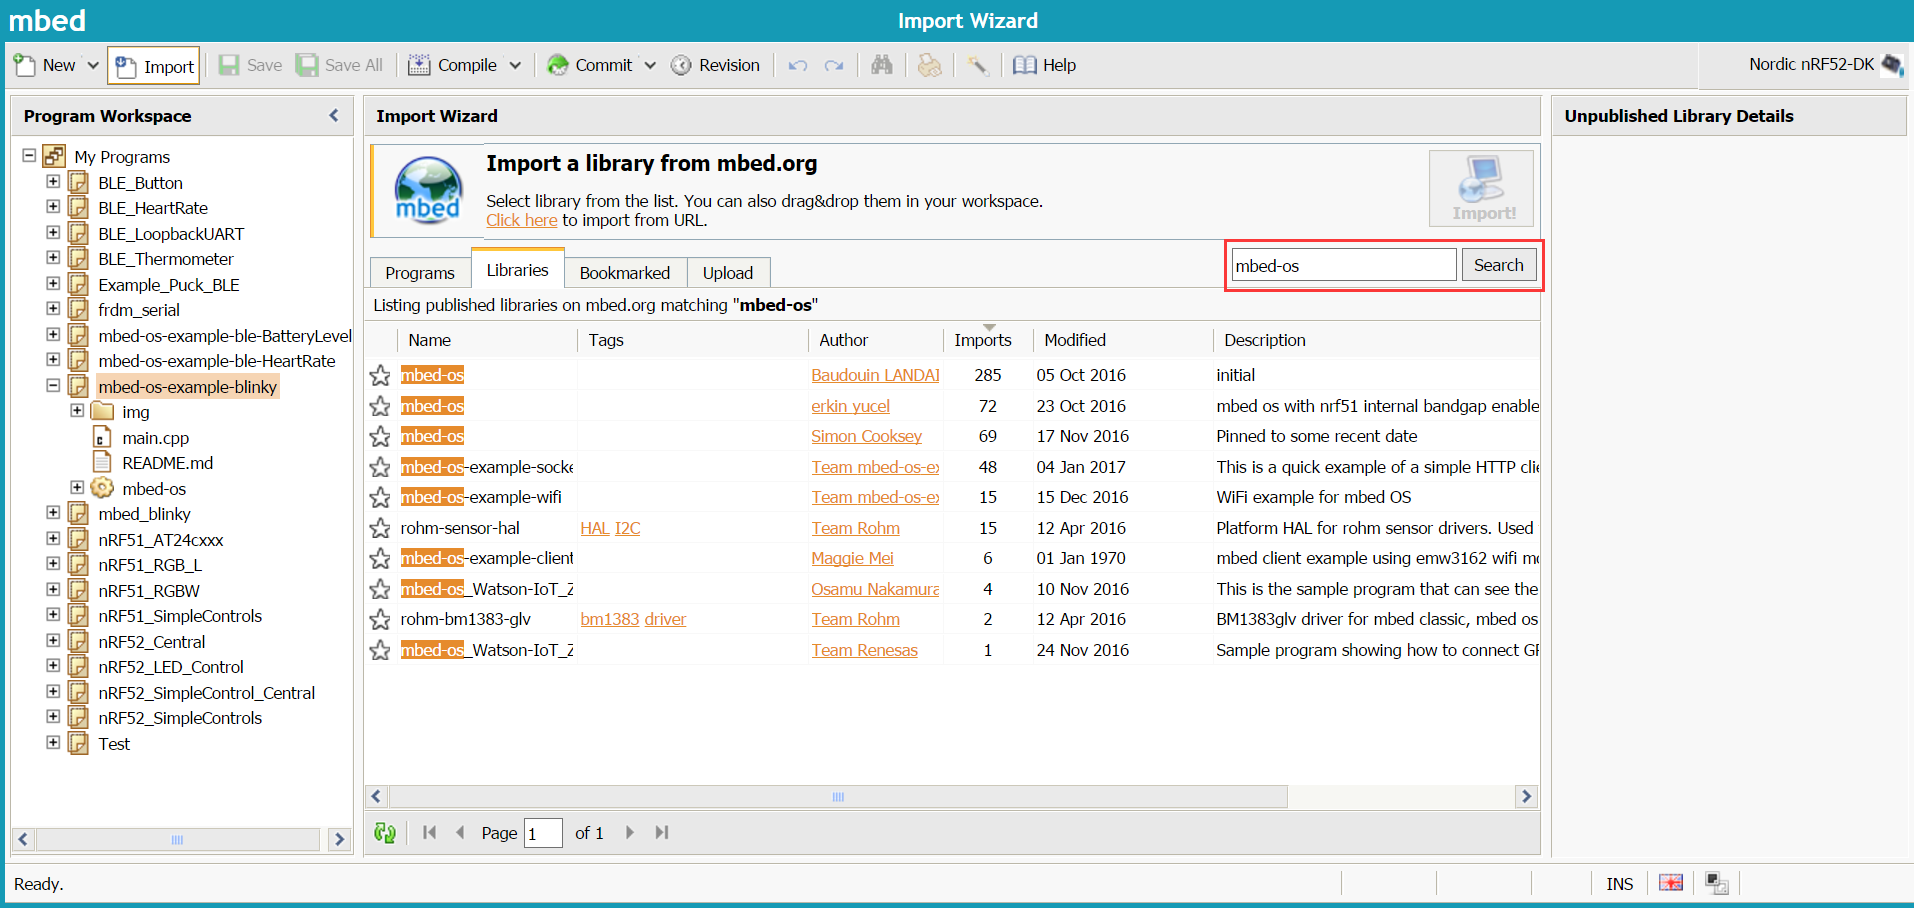 mbed
Import Wizard
New Import Save Save All Compile Commit Revision Help Nordic nRF52-DK
Program Workspace
My Programs
BLE_Button
BLE_HeartRate
BLE_LoopbackUART
BLE_Thermometer
Example_Puck_BLE
frdm_serial
mbed-os-example-ble-BatteryLevel
mbed-os-example-ble-HeartRate
mbed-os-example-blinky
img
main.cpp
README.md
mbed-os
mbed_blinky
nRF51_AT24cxxx
nRF51_RGB_L
nRF51_RGBW
nRF51_SimpleControls
nRF52_Central
nRF52_LED_Control
nRF52_SimpleControl_Central
nRF52_SimpleControls
Test
Import Wizard
mbed
Import a library from mbed.org
Select library from the list. You can also drag&drop them in your workspace.
Click here to import from URL.
Import!
Programs Libraries Bookmarked Upload
mbed-os Search
Listing published libraries on mbed.org matching "mbed-os"
Name Tags Author Imports Modified Description
mbed-os Baudouin LANDAI 285 05 Oct 2016 initial
mbed-os erkin yucel 72 23 Oct 2016 mbed os with nrf51 internal bandgap enable
mbed-os Simon Cooksey 69 17 Nov 2016 Pinned to some recent date
mbed-os-example-socke Team mbed-os-ex 48 04 Jan 2017 This is a quick example of a simple HTTP clie
mbed-os-example-wifi Team mbed-os-ex 15 15 Dec 2016 WiFi example for mbed OS
rohm-sensor-hal HAL I2C Team Rohm 15 12 Apr 2016 Platform HAL for rohm sensor drivers. Used
mbed-os-example-client Maggie Mei 6 01 Jan 1970 mbed client example using emw3162 wifi mo
mbed-os_Watson-IoT_Z Osamu Nakamura 4 10 Nov 2016 This is the sample program that can see the
rohm-bm1383-glv bm1383 driver Team Rohm 2 12 Apr 2016 BM1383glv driver for mbed classic, mbed os
mbed-os_Watson-IoT_Z Team Renesas 1 24 Nov 2016 Sample program showing how to connect GR
Page 1 of 1
Unpublished Library Details
Ready.
INS